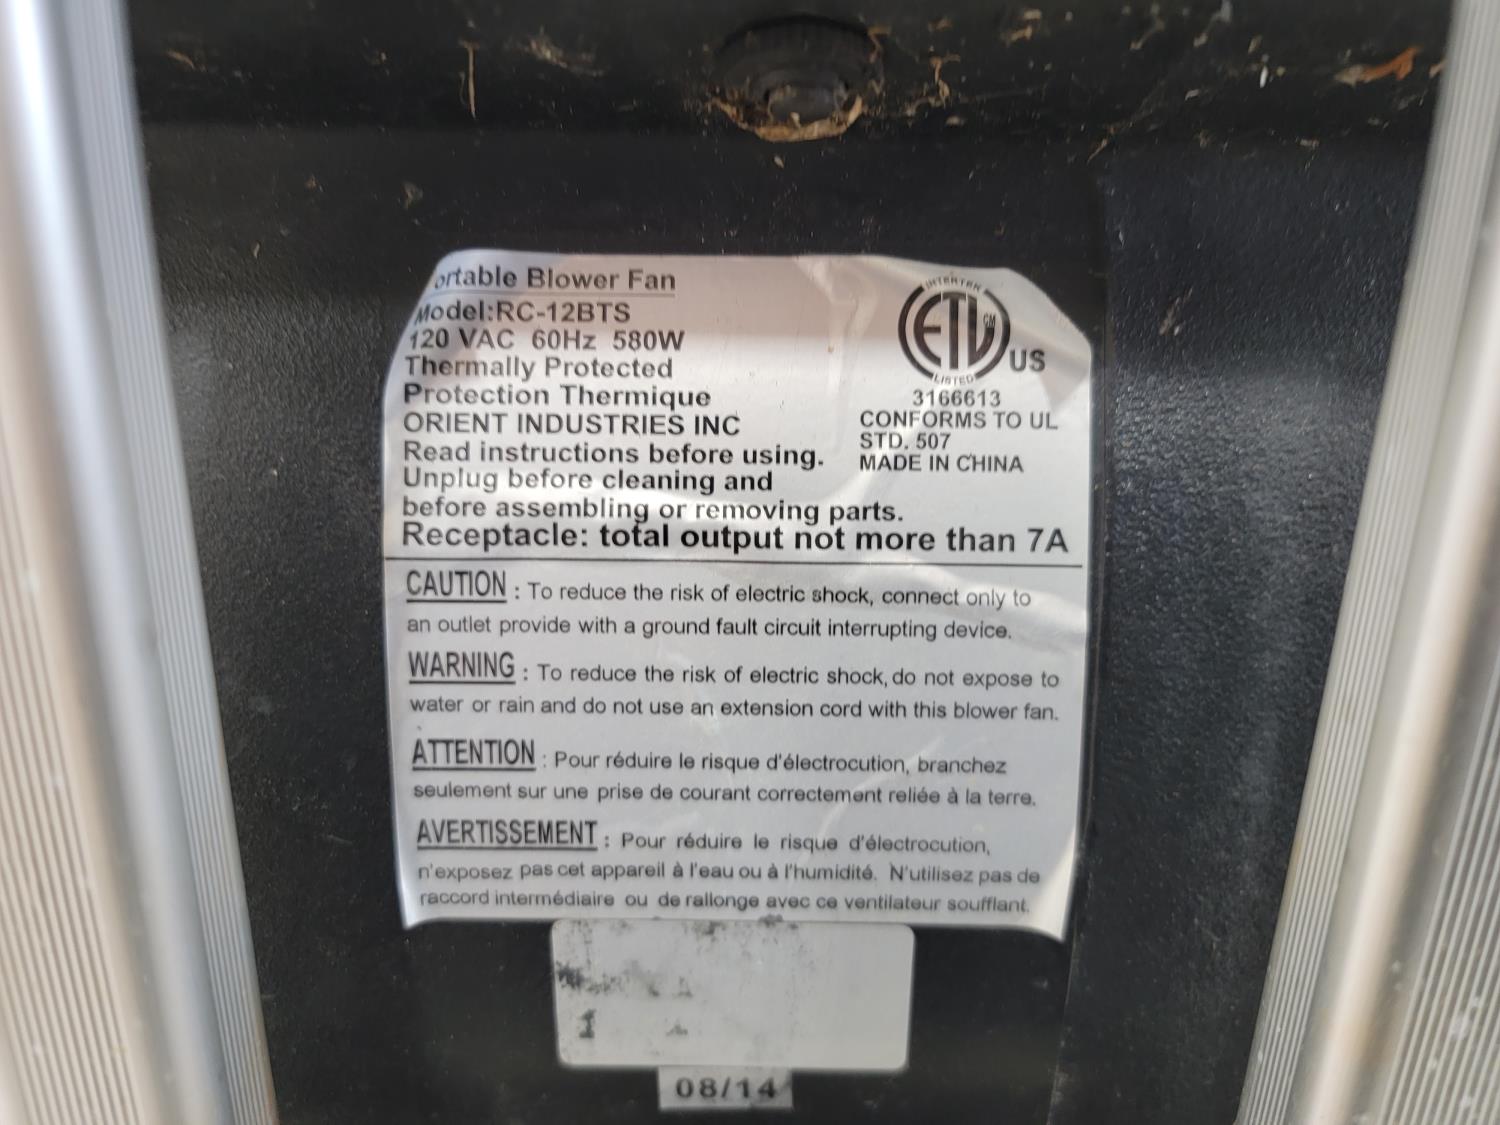 ortable Blower Fan
Model:RC-12BTS
120 VAC 60Hz 580W
Thermally Protected
Protection Thermique
ORIENT INDUSTRIES INC
Read instructions before using.
Unplug before cleaning and
before assembling or removing parts.
Receptacle: total output not more than 7A
INTERTEK
ETL
CM
US
LISTED
3166613
CONFORMS TO UL
STD. 507
MADE IN CHINA
CAUTION : To reduce the risk of electric shock, connect only to
an outlet provide with a ground fault circuit interrupting device.
WARNING : To reduce the risk of electric shock, do not expose to
water or rain and do not use an extension cord with this blower fan.
ATTENTION : Pour réduire le risque d'électrocution, branchez
seulement sur une prise de courant correctement reliée à la terre.
AVERTISSEMENT : Pour réduire le risque d'électrocution,
n'exposez pas cet appareil à l'eau ou à l'humidité. N'utilisez pas de
raccord intermédiaire ou de rallonge avec ce ventilateur soufflant.
1
08/14